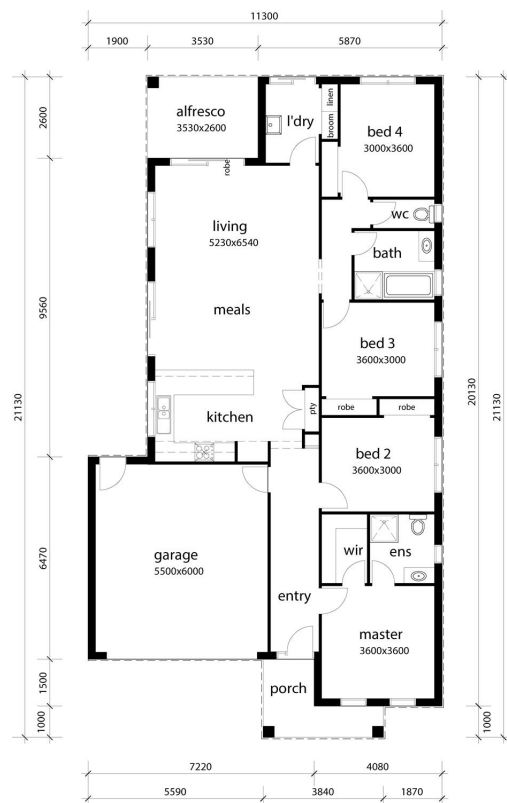 11300
1900 3530 5870
alfresco
3530x2600
l'dry
linen
broom
bed 4
3000x3600
robe
wc
living
5230x6540
bath
meals
bed 3
3600x3000
kitchen
pty
robe robe
bed 2
3600x3000
garage
5500x6000
wir
ens
entry
master
3600x3600
porch
2600
9560
21130
6470
1500
1000
20130
21130
1000
7220 4080
5590 3840 1870